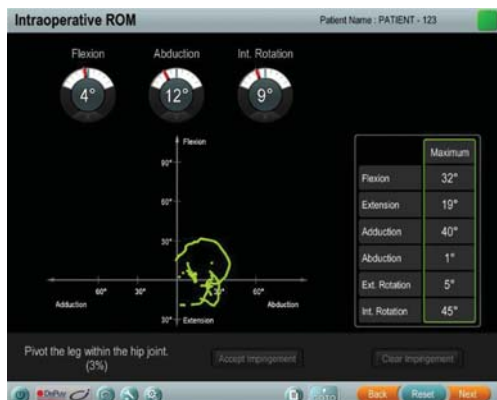 Intraoperative ROM
Patient Name : PATIENT - 123
Flexion Abduction Int. Rotation
4° 12° 9°
Flexion
90°
60°
30°
60° 30° 60°
Adduction Abduction
30° Extension
Maximum
Flexion 32°
Extension 19°
Adduction 40°
Abduction 1°
Ext. Rotation 5°
Int. Rotation 45°
Pivot the leg within the hip joint.
(3%)
Accept Impingement
Clear Impingement
DePuy
Back Reset Next